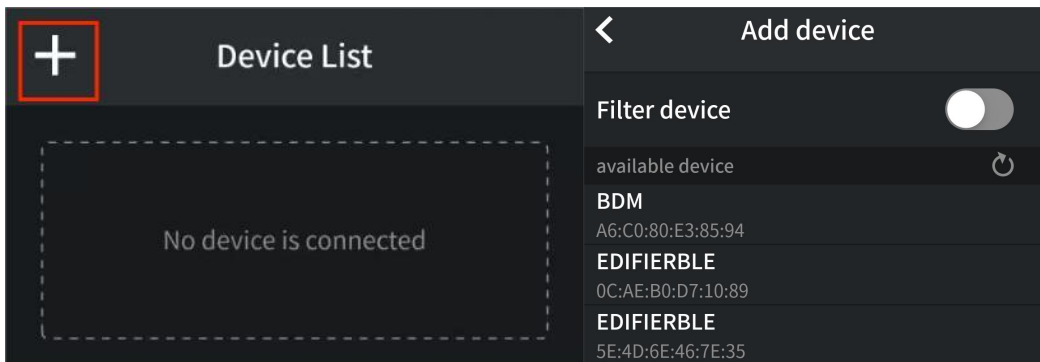 Device List
No device is connected
Add device
Filter device
available device
BDM
A6:C0:80:E3:85:94
EDIFIERBLE
0C:AE:B0:D7:10:89
EDIFIERBLE
5E:4D:6E:46:7E:35